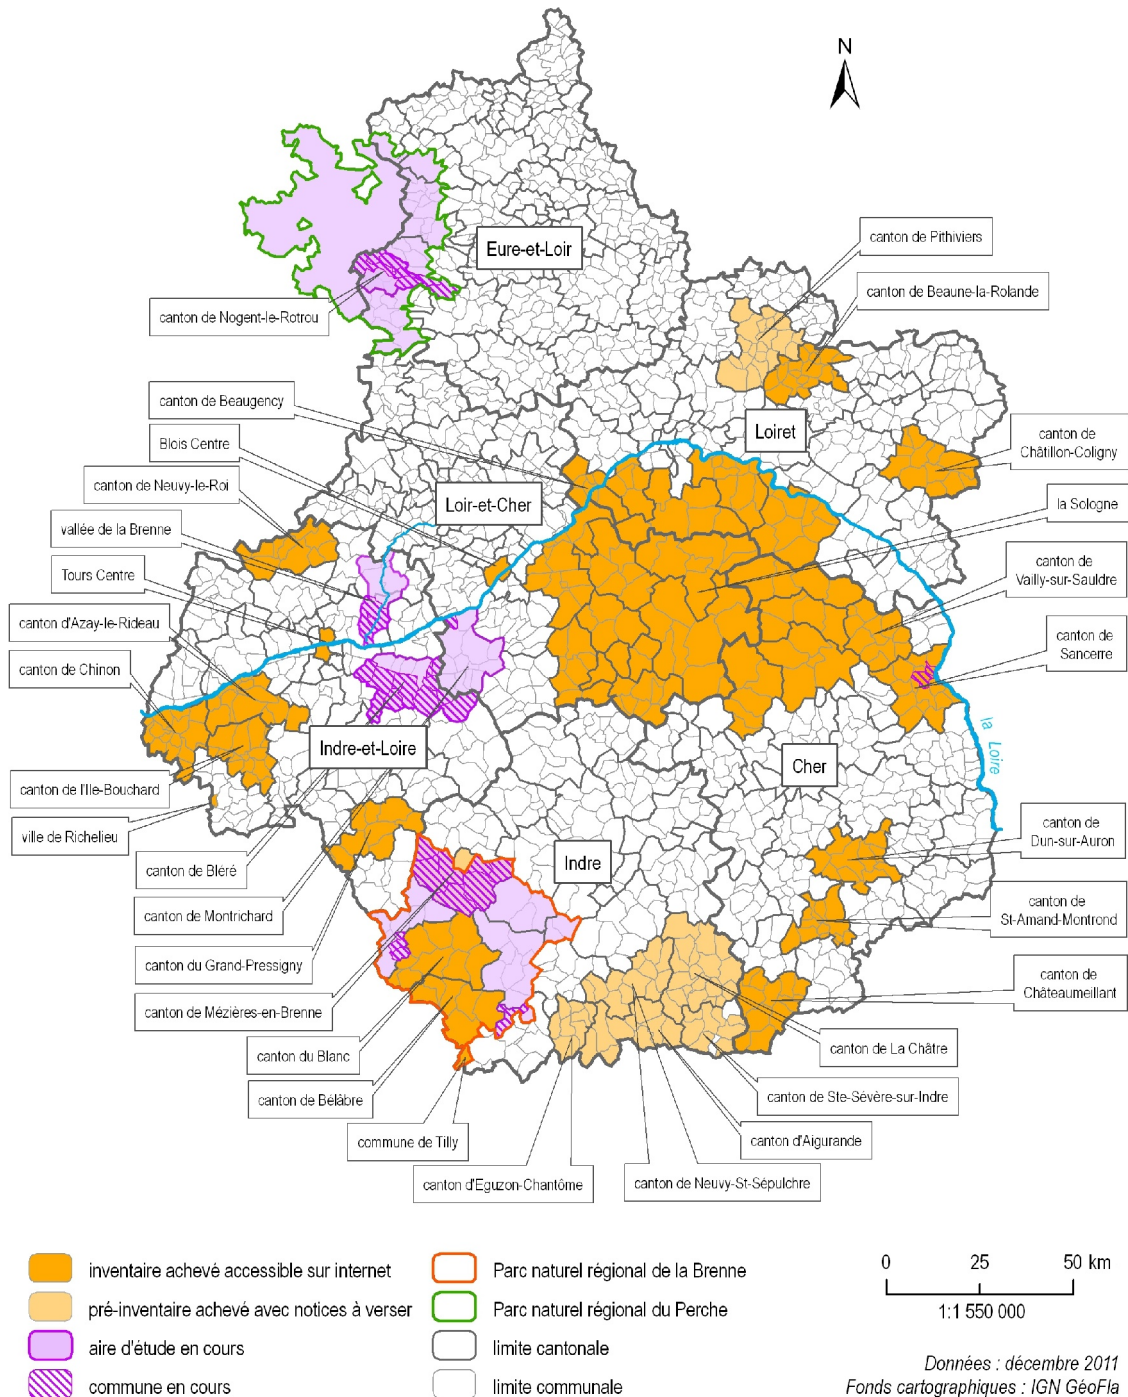 N
canton de Pithiviers
Eure-et-Loir
canton de Beaune-la-Rolande
canton de Nogent-le-Rotrou
canton de Beaugency
Loiret
Blois Centre
canton de
Châtillon-Coligny
canton de Neuvy-le-Roi
Loir-et-Cher
la Sologne
vallée de la Brenne
canton de
Vailly-sur-Sauldre
Tours Centre
canton d'Azay-le-Rideau
canton de
Sancerre
canton de Chinon
la Loire
Indre-et-Loire
Cher
canton de l'Ile-Bouchard
ville de Richelieu
canton de
Dun-sur-Auron
canton de Bléré
Indre
canton de Montrichard
canton de
St-Amand-Montrond
canton du Grand-Pressigny
canton de
Châteaumeillant
canton de Mézières-en-Brenne
canton du Blanc
canton de La Châtre
canton de Bélâbre
canton de Ste-Sévère-sur-Indre
commune de Tilly
canton d'Aigurande
canton d'Eguzon-Chantôme
canton de Neuvy-St-Sépulchre
inventaire achevé accessible sur internet
pré-inventaire achevé avec notices à verser
aire d'étude en cours
commune en cours
Parc naturel régional de la Brenne
Parc naturel régional du Perche
limite cantonale
limite communale
0 25 50 km
1:1 550 000
Données : décembre 2011
Fonds cartographiques : IGN GéoFla